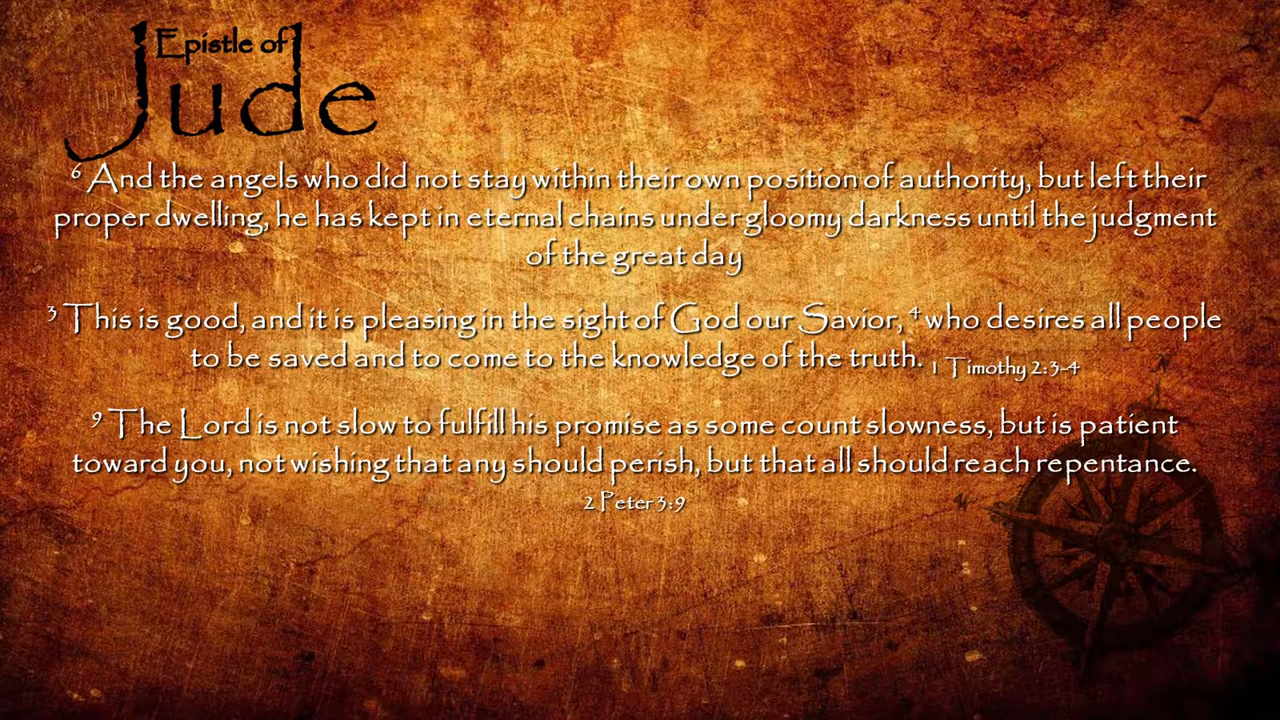 Epistle of
Jude
6 And the angels who did not stay within their own position of authority, but left their
proper dwelling, he has kept in eternal chains under gloomy darkness until the judgment
of the great day
3 This is good, and it is pleasing in the sight of God our Savior, 4 who desires all people
to be saved and to come to the knowledge of the truth. 1 Timothy 2:3-4
9 The Lord is not slow to fulfill his promise as some count slowness, but is patient
toward you, not wishing that any should perish, but that all should reach repentance.
2 Peter 3:9